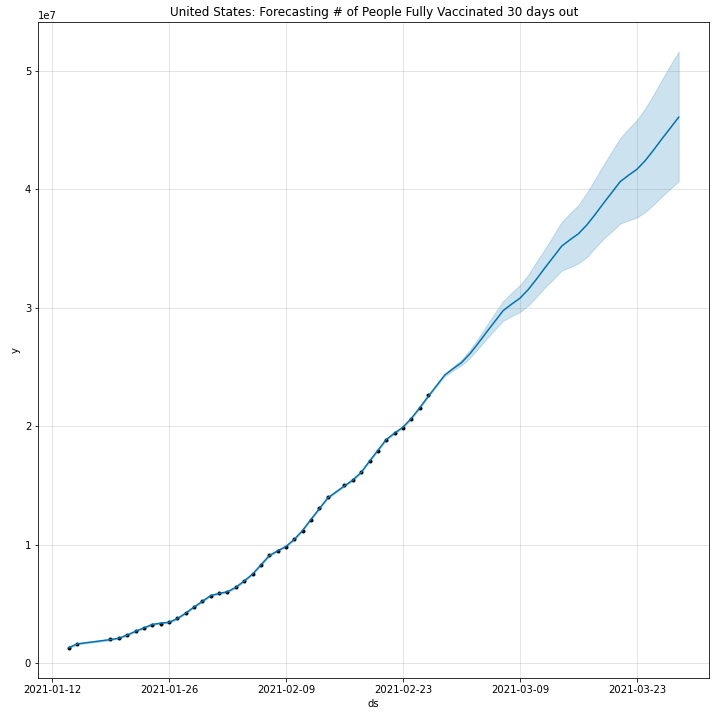 United States: Forecasting # of People Fully Vaccinated 30 days out
1e7
5
4
3
y
2
1
0
2021-01-12 2021-01-26 2021-02-09 2021-02-23 2021-03-09 2021-03-23
ds